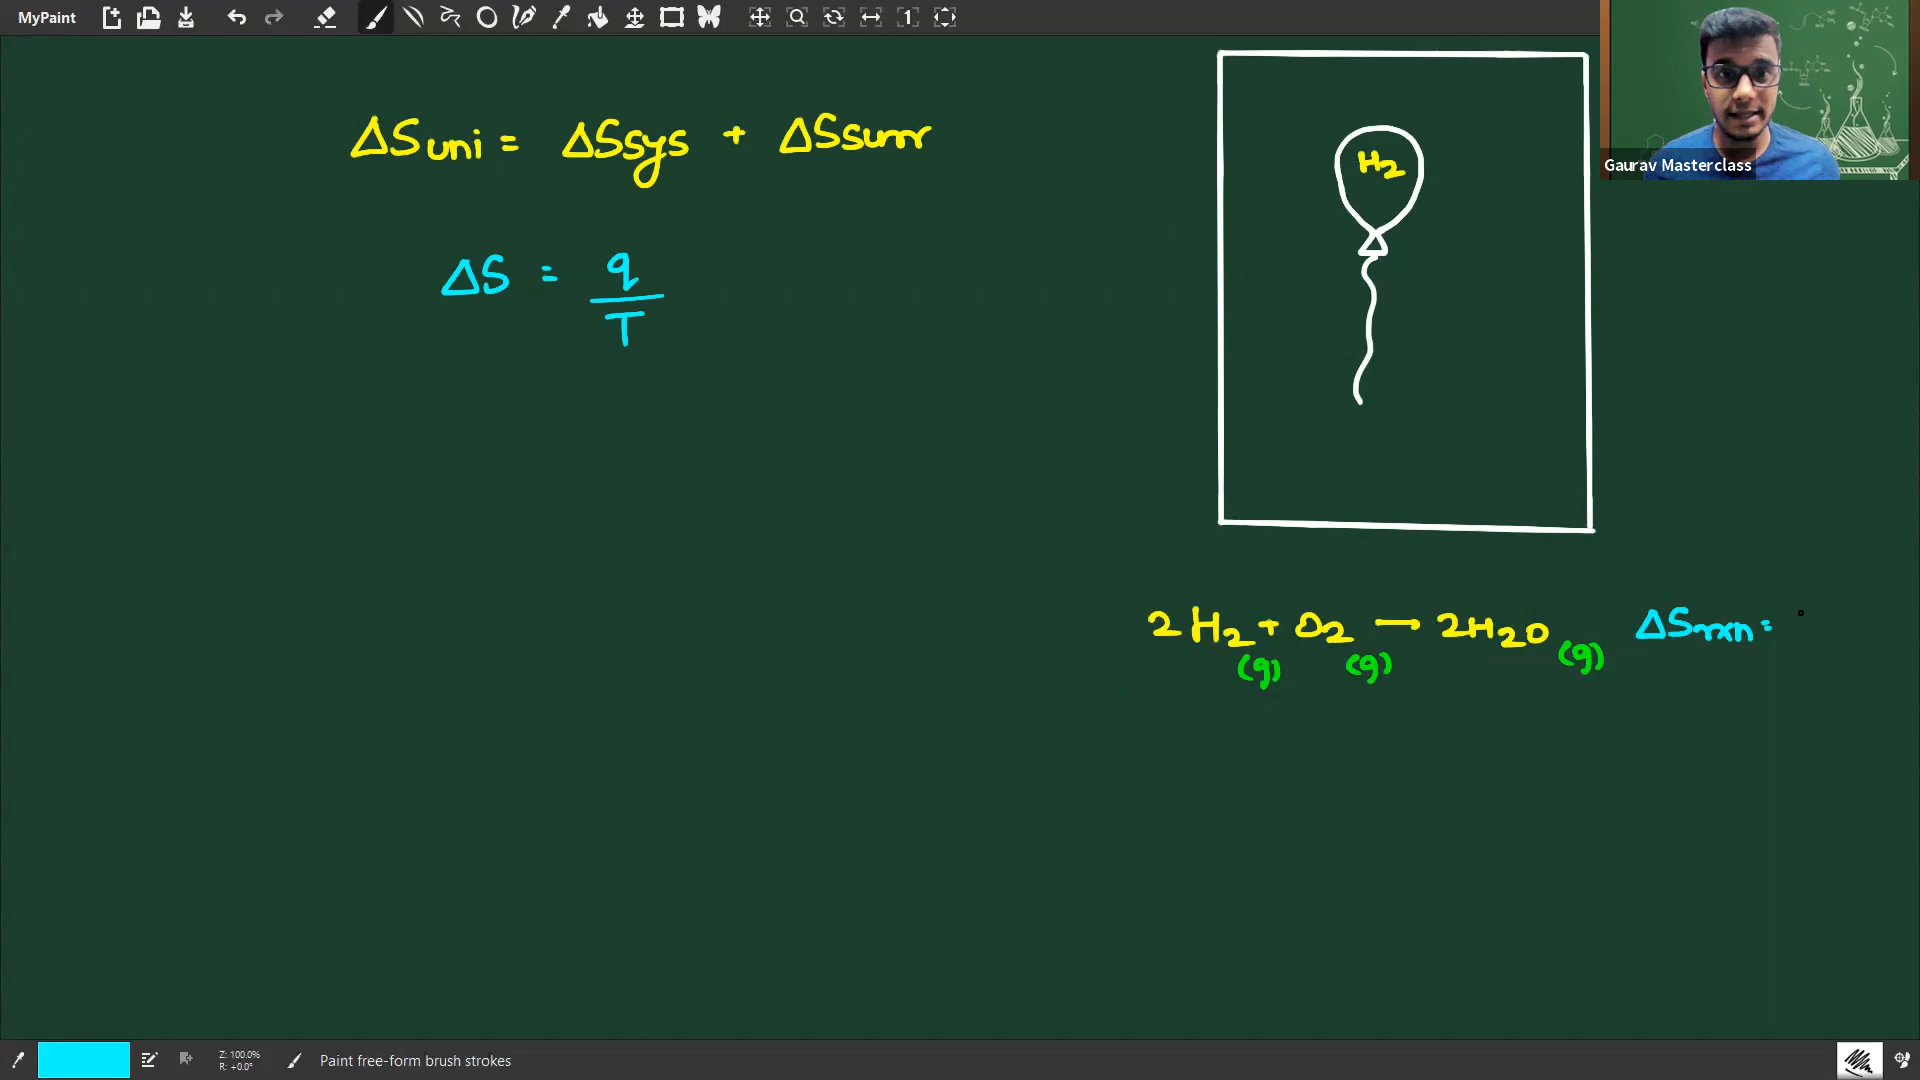 MyPaint
Gaurav Masterclass
ΔSuni = ΔSsys + ΔSsurr
ΔS = q
T
H2
2H2(g) + O2(g) → 2H2O(g) ΔSrxn =
Z: 100.0%
R: +0.0°
Paint free-form brush strokes